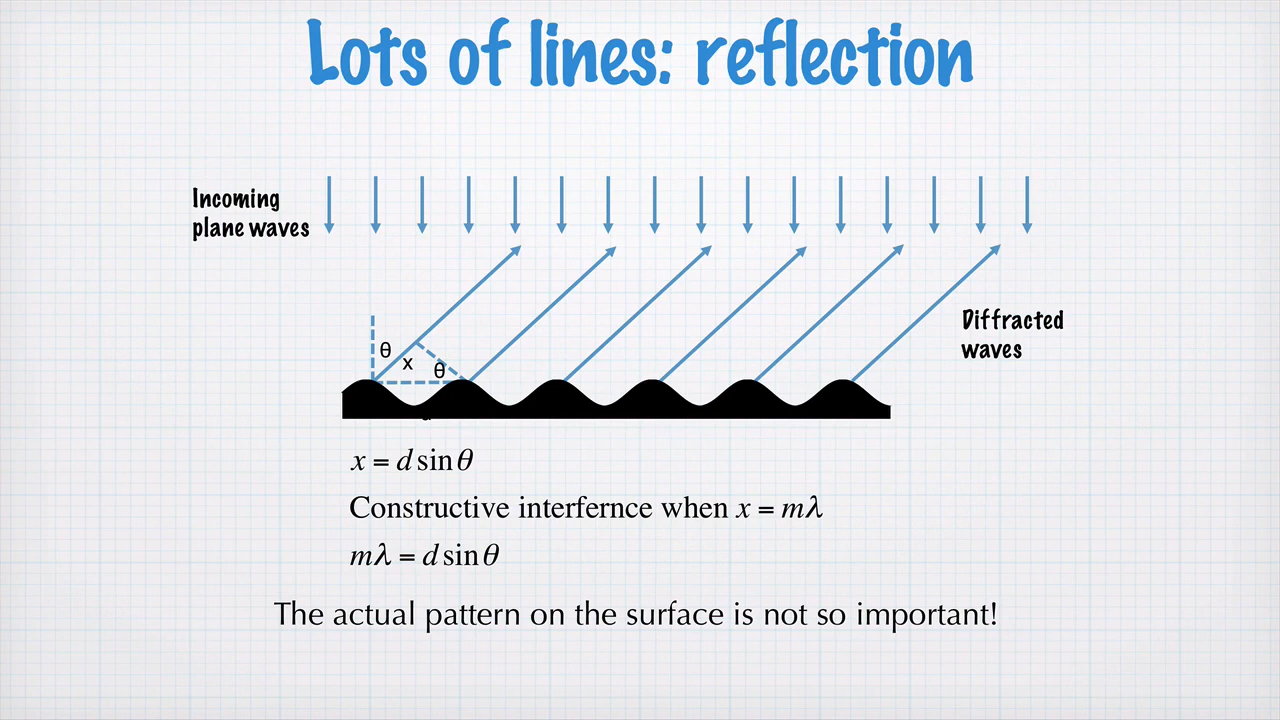 Lots of lines: reflection
Incoming
plane waves
Diffracted
waves
θ
x
θ
x = d sin θ
Constructive interfernce when x = mλ
mλ = d sin θ
The actual pattern on the surface is not so important!